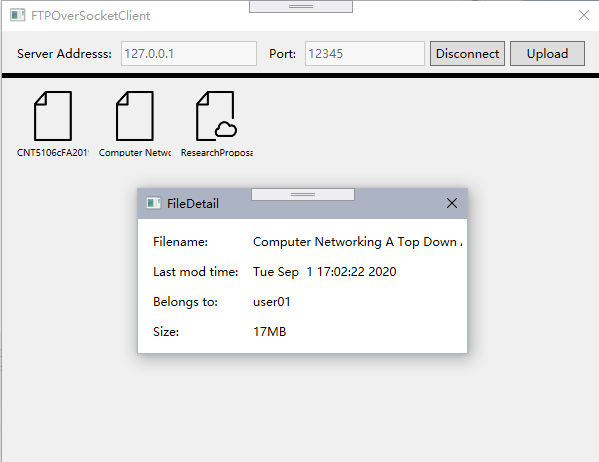 FTPOverSocketClient
Server Addresss: 127.0.0.1 Port: 12345 Disconnect Upload
CNT5106cFA201 Computer Netwo ResearchProposa
FileDetail
Filename: Computer Networking A Top Down
Last mod time: Tue Sep 1 17:02:22 2020
Belongs to: user01
Size: 17MB